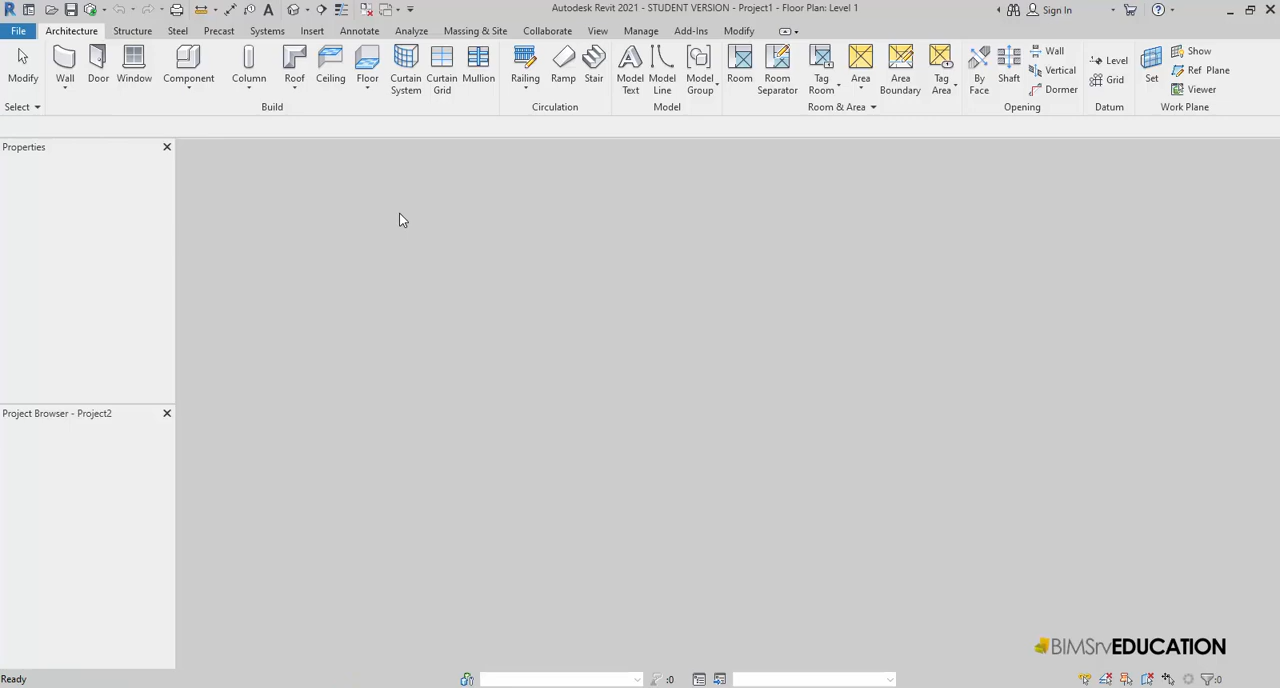 Autodesk Revit 2021 - STUDENT VERSION - Project1 - Floor Plan: Level 1
Sign In
File Architecture Structure Steel Precast Systems Insert Annotate Analyze Massing & Site Collaborate View Manage Add-Ins Modify
Modify
Wall
Door
Window
Component
Column
Roof
Ceiling
Floor
Curtain
System
Curtain
Grid
Mullion
Railing
Ramp
Stair
Model
Text
Model
Line
Model
Group
Room
Room
Separator
Tag
Room
Area
Area
Boundary
Tag
Area
By
Face
Shaft
Wall
Vertical
Dormer
Level
Grid
Set
Show
Ref Plane
Viewer
Select
Build
Circulation
Model
Room & Area
Opening
Datum
Work Plane
Properties
Project Browser - Project2
BIMSrvEDUCATION
Ready
:0
:0